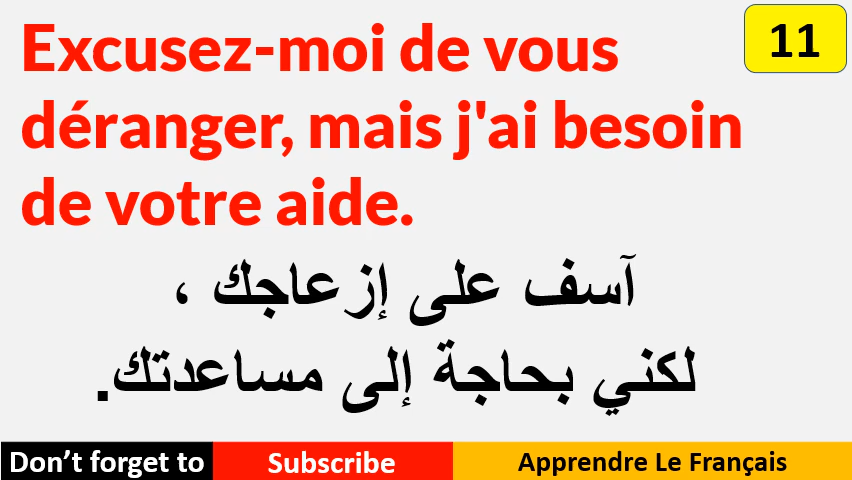 11
Excusez-moi de vous
déranger, mais j'ai besoin
de votre aide.
آسف على إزعاجك ،
لكني بحاجة إلى مساعدتك.
Don't forget to Subscribe Apprendre Le Français